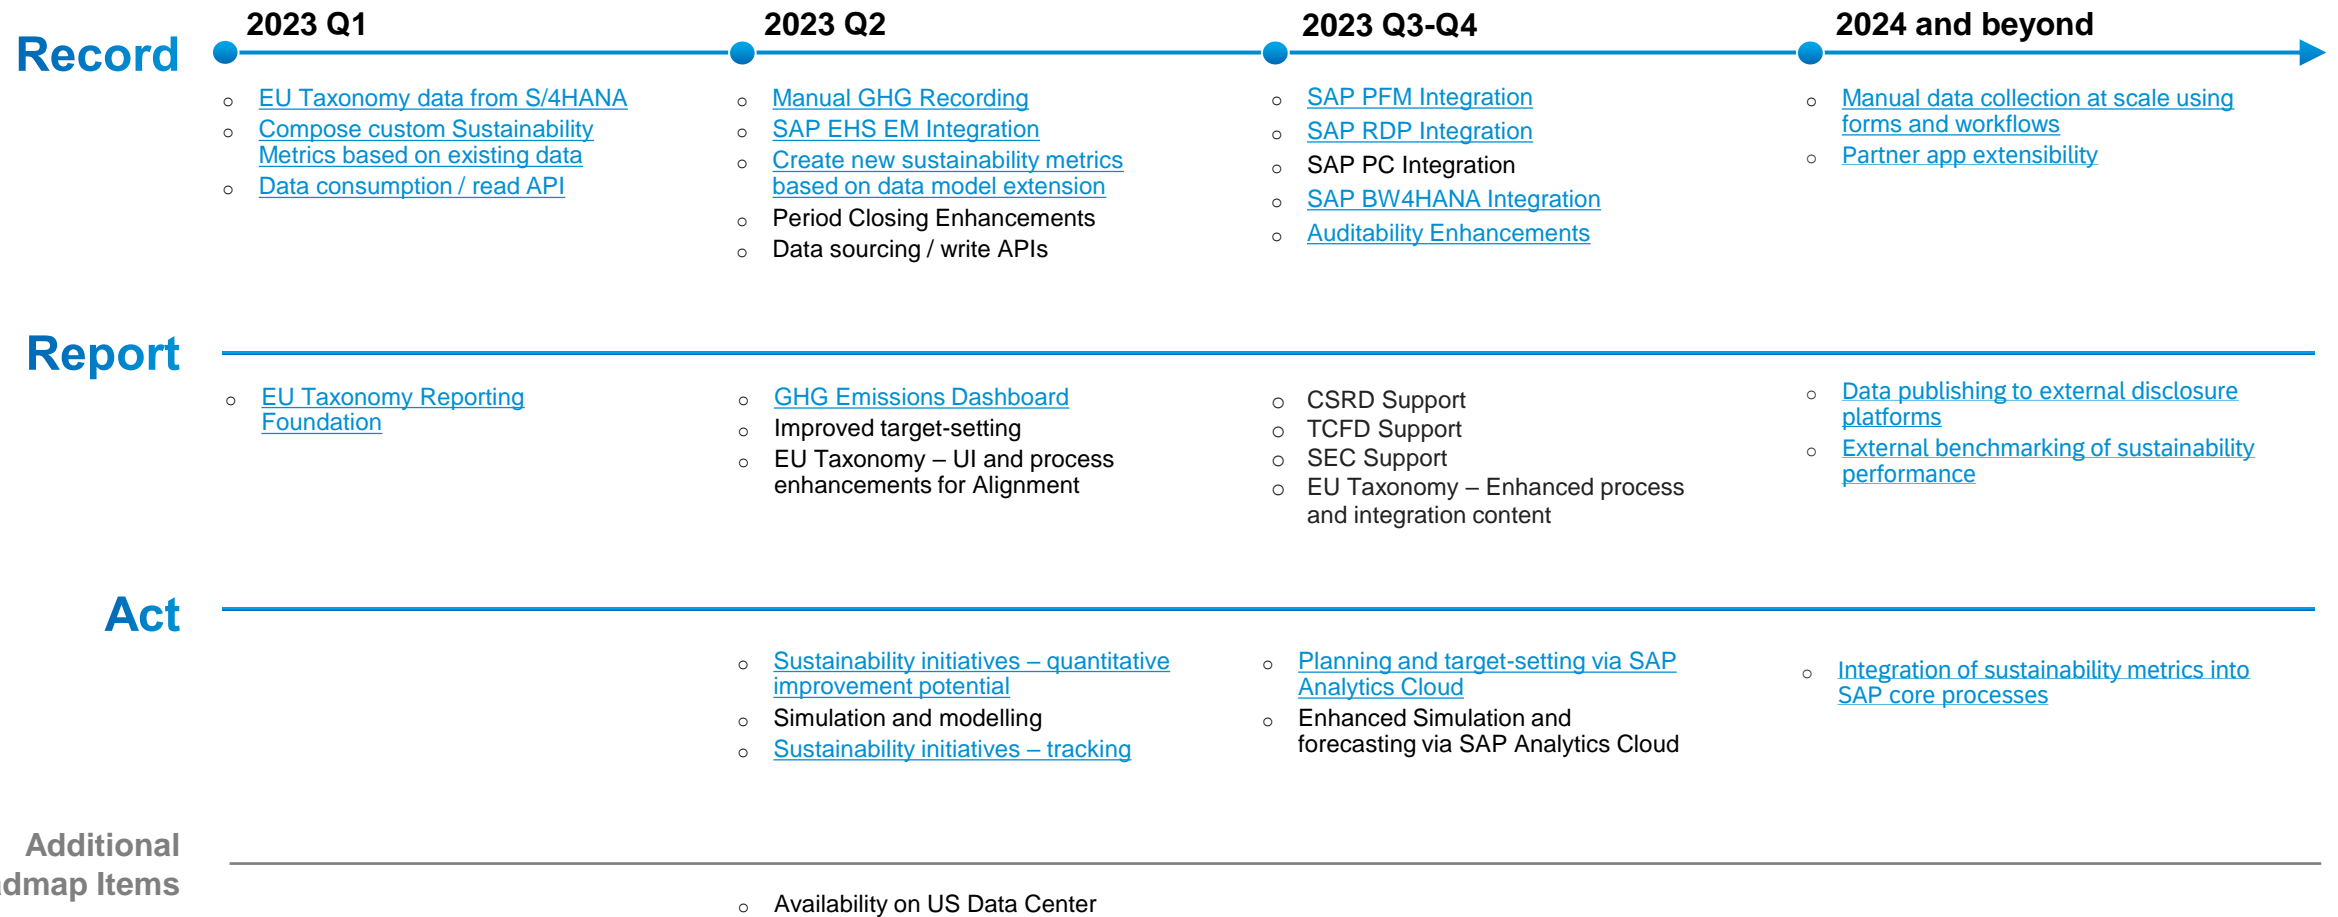 Record
2023 Q1
EU Taxonomy data from S/4HANA
Compose custom Sustainability
Metrics based on existing data
Data consumption / read API
2023 Q2
Manual GHG Recording
SAP EHS EM Integration
Create new sustainability metrics
based on data model extension
Period Closing Enhancements
Data sourcing / write APIs
2023 Q3-Q4
SAP PFM Integration
SAP RDP Integration
SAP PC Integration
SAP BW4HANA Integration
Auditability Enhancements
2024 and beyond
Manual data collection at scale using
forms and workflows
Partner app extensibility
Report
EU Taxonomy Reporting
Foundation
GHG Emissions Dashboard
Improved target-setting
EU Taxonomy – UI and process
enhancements for Alignment
CSRD Support
TCFD Support
SEC Support
EU Taxonomy – Enhanced process
and integration content
Data publishing to external disclosure
platforms
External benchmarking of sustainability
performance
Act
Sustainability initiatives – quantitative
improvement potential
Simulation and modelling
Sustainability initiatives – tracking
Planning and target-setting via SAP
Analytics Cloud
Enhanced Simulation and
forecasting via SAP Analytics Cloud
Integration of sustainability metrics into
SAP core processes
Additional
admap Items
Availability on US Data Center